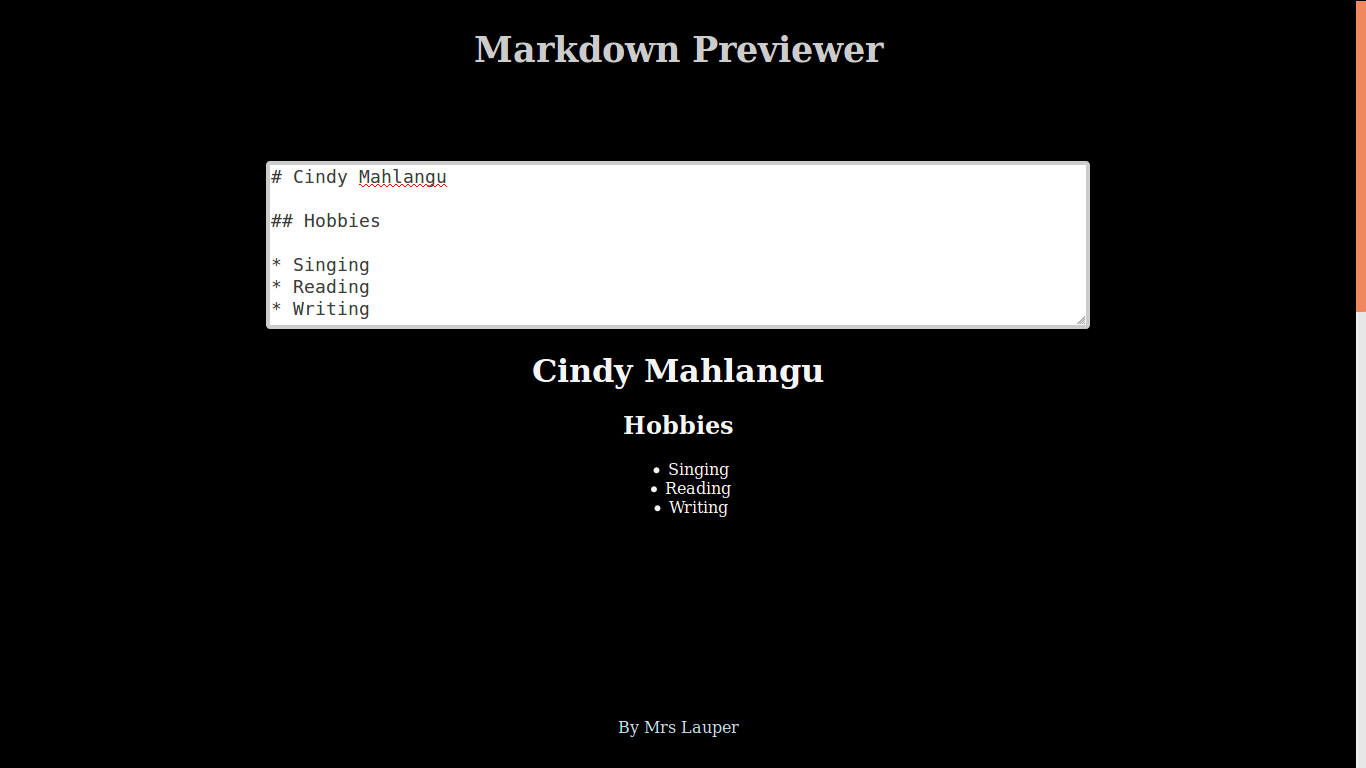 Markdown Previewer
# Cindy Mahlangu
## Hobbies
* Singing
* Reading
* Writing
Cindy Mahlangu
Hobbies
• Singing
• Reading
• Writing
By Mrs Lauper